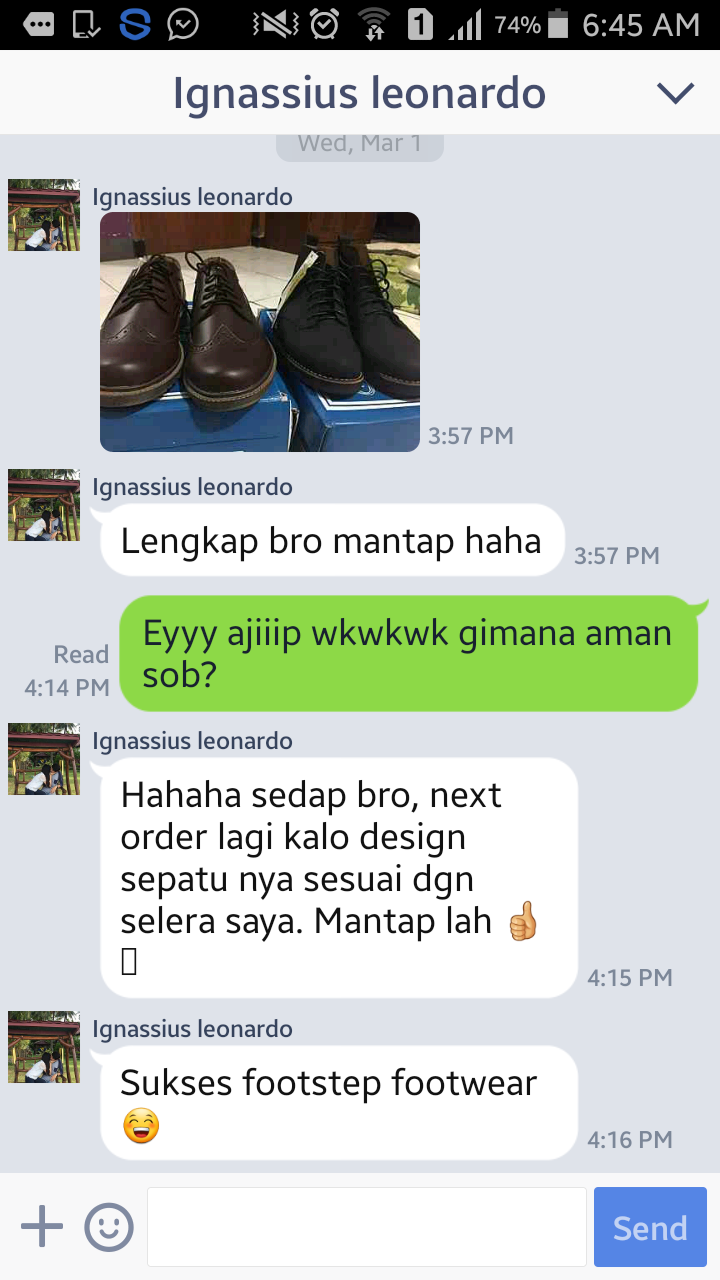 74% 6:45 AM
Ignassius leonardo
Wed, Mar 1
Ignassius leonardo
3:57 PM
Ignassius leonardo
Lengkap bro mantap haha
3:57 PM
Eyyy ajiiip wkwkwk gimana aman
sob?
Read
4:14 PM
Ignassius leonardo
Hahaha sedap bro, next
order lagi kalo design
sepatu nya sesuai dgn
selera saya. Mantap lah 👍
4:15 PM
Ignassius leonardo
Sukses footstep footwear
😁
4:16 PM
Send